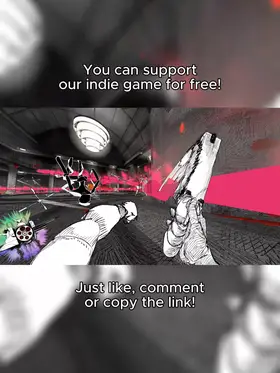 You can support
our indie game for free!
Just like, comment
or copy the link!